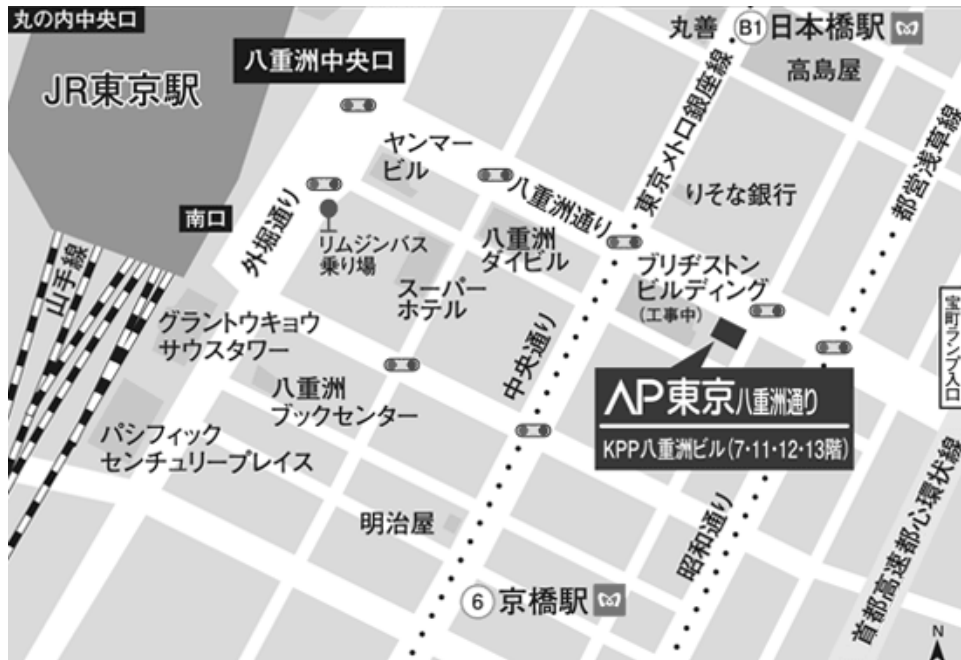 丸の内中央口
JR東京駅
八重洲中央口
丸善
B1
日本橋駅
高島屋
ヤンマー
ビル
八重洲通り
東京メトロ銀座線
都営浅草線
りそな銀行
南口
外堀通り
リムジンバス
乗り場
八重洲
ダイビル
スーパー
ホテル
ブリヂストン
ビルディング
(工事中)
山手線
グラントウキョウ
サウスタワー
中央通り
宝町ランプ入口
AP東京八重洲通り
KPP八重洲ビル(7・11・12・13階)
八重洲
ブックセンター
パシフィック
センチュリープレイス
明治屋
昭和通り
首都高速都心環状線
6
京橋駅
N